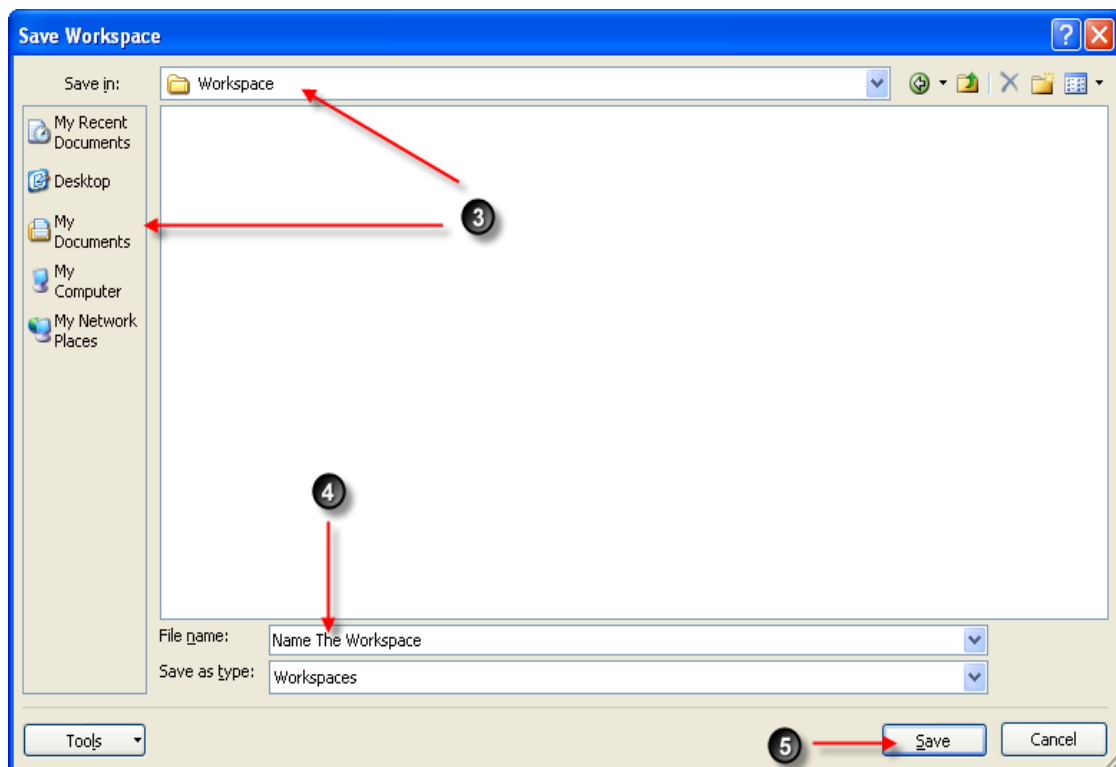 Save Workspace
Save in:
Workspace
My Recent
Documents
Desktop
My
Documents
My
Computer
My Network
Places
3
4
File name:
Name The Workspace
Save as type:
Workspaces
Tools
5
Save
Cancel